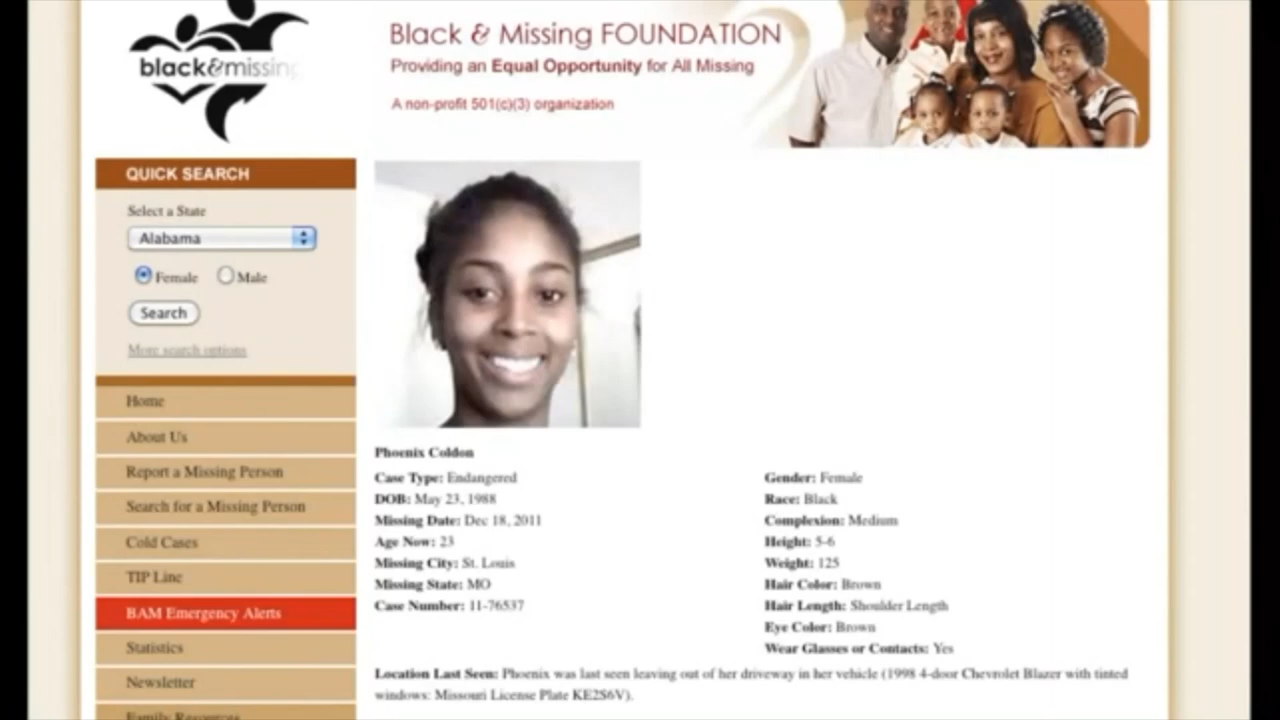 black&missing
Black & Missing FOUNDATION
Providing an Equal Opportunity for All Missing
A non-profit 501(c)(3) organization
QUICK SEARCH
Select a State
Alabama
Female Male
Search
More search options
Home
About Us
Report a Missing Person
Search for a Missing Person
Cold Cases
TIP Line
BAM Emergency Alerts
Statistics
Newsletter
Family Resources
Phoenix Coldon
Case Type: Endangered
DOB: May 23, 1988
Missing Date: Dec 18, 2011
Age Now: 23
Missing City: St. Louis
Missing State: MO
Case Number: 11-76537
Gender: Female
Race: Black
Complexion: Medium
Height: 5-6
Weight: 125
Hair Color: Brown
Hair Length: Shoulder Length
Eye Color: Brown
Wear Glasses or Contacts: Yes
Location Last Seen: Phoenix was last seen leaving out of her driveway in her vehicle (1998 4-door Chevrolet Blazer with tinted
windows: Missouri License Plate KE2S6V).